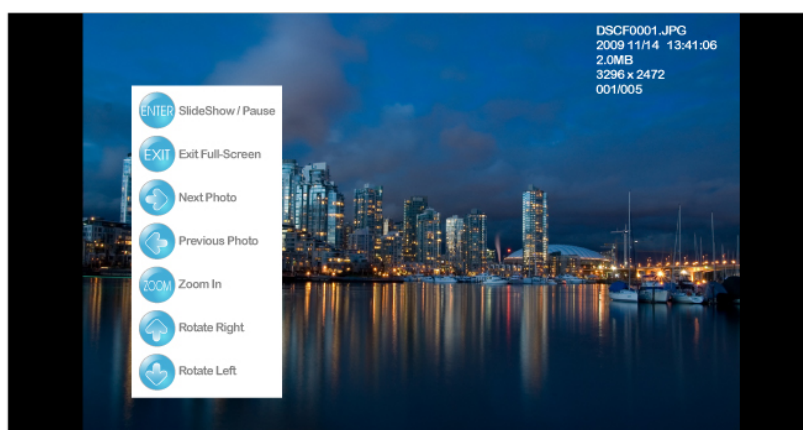 DSCF0001.JPG
2009 11/14 13:41:06
2.0MB
3296 x 2472
001/005
ENTER SlideShow / Pause
EXIT Exit Full-Screen
Next Photo
Previous Photo
ZOOM Zoom In
Rotate Right
Rotate Left